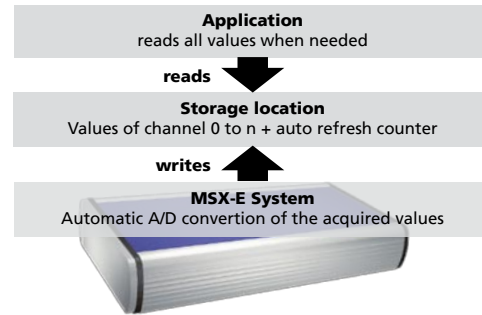 Application
reads all values when needed
reads
Storage location
Values of channel 0 to n + auto refresh counter
writes
MSX-E System
Automatic A/D convertion of the acquired values